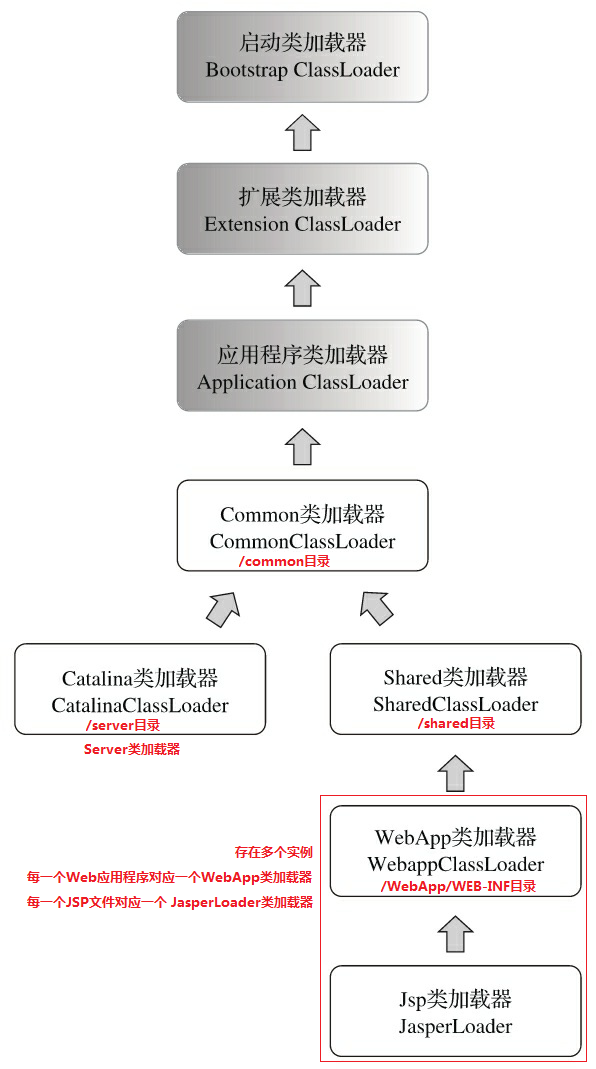 启动类加载器
Bootstrap ClassLoader
扩展类加载器
Extension ClassLoader
应用程序类加载器
Application ClassLoader
Common类加载器
CommonClassLoader
/common目录
Catalina类加载器
CatalinaClassLoader
/server目录
Server类加载器
Shared类加载器
SharedClassLoader
/shared目录
存在多个实例
每一个Web应用程序对应一个WebApp类加载器
每一个JSP文件对应一个 JasperLoader类加载器
WebApp类加载器
WebappClassLoader
/WebApp/WEB-INF目录
Jsp类加载器
JasperLoader